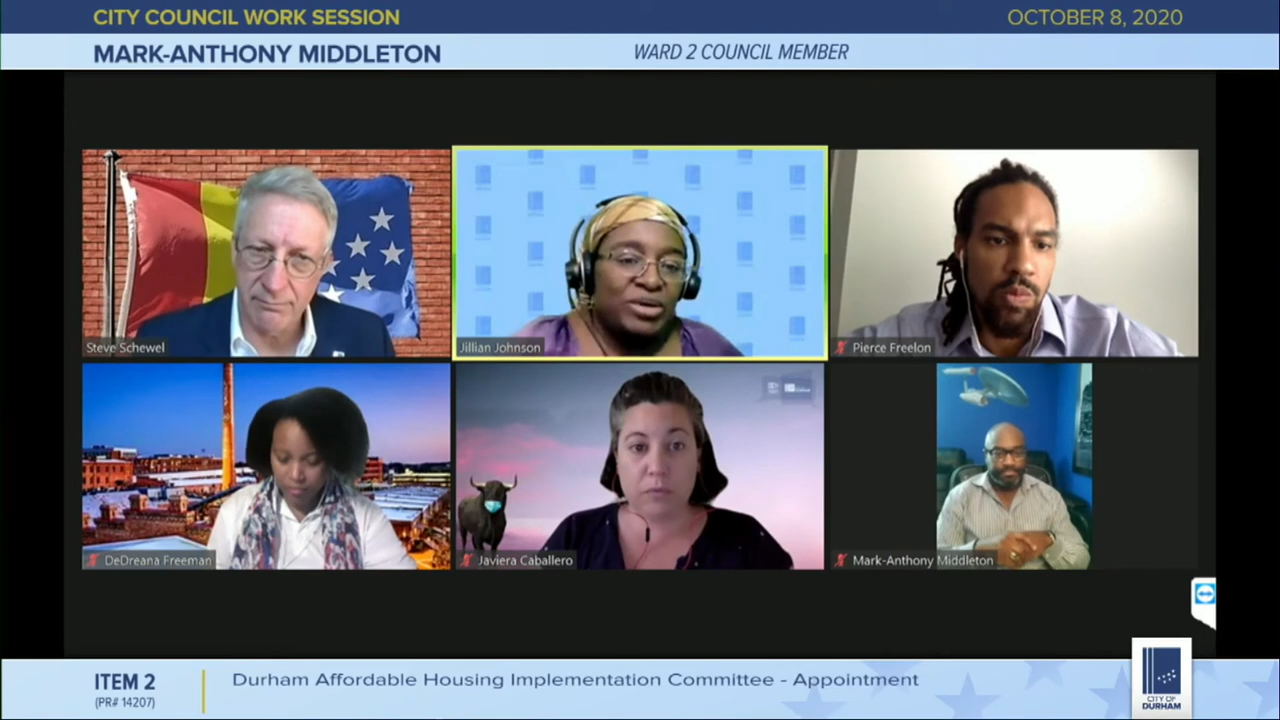 CITY COUNCIL WORK SESSION
OCTOBER 8, 2020
MARK-ANTHONY MIDDLETON
WARD 2 COUNCIL MEMBER
Steve Schewel
Jillian Johnson
Pierce Freelon
DeDreana Freeman
Javiera Caballero
Mark-Anthony Middleton
ITEM 2
(PR# 14207)
Durham Affordable Housing Implementation Committee - Appointment
CITY OF
DURHAM